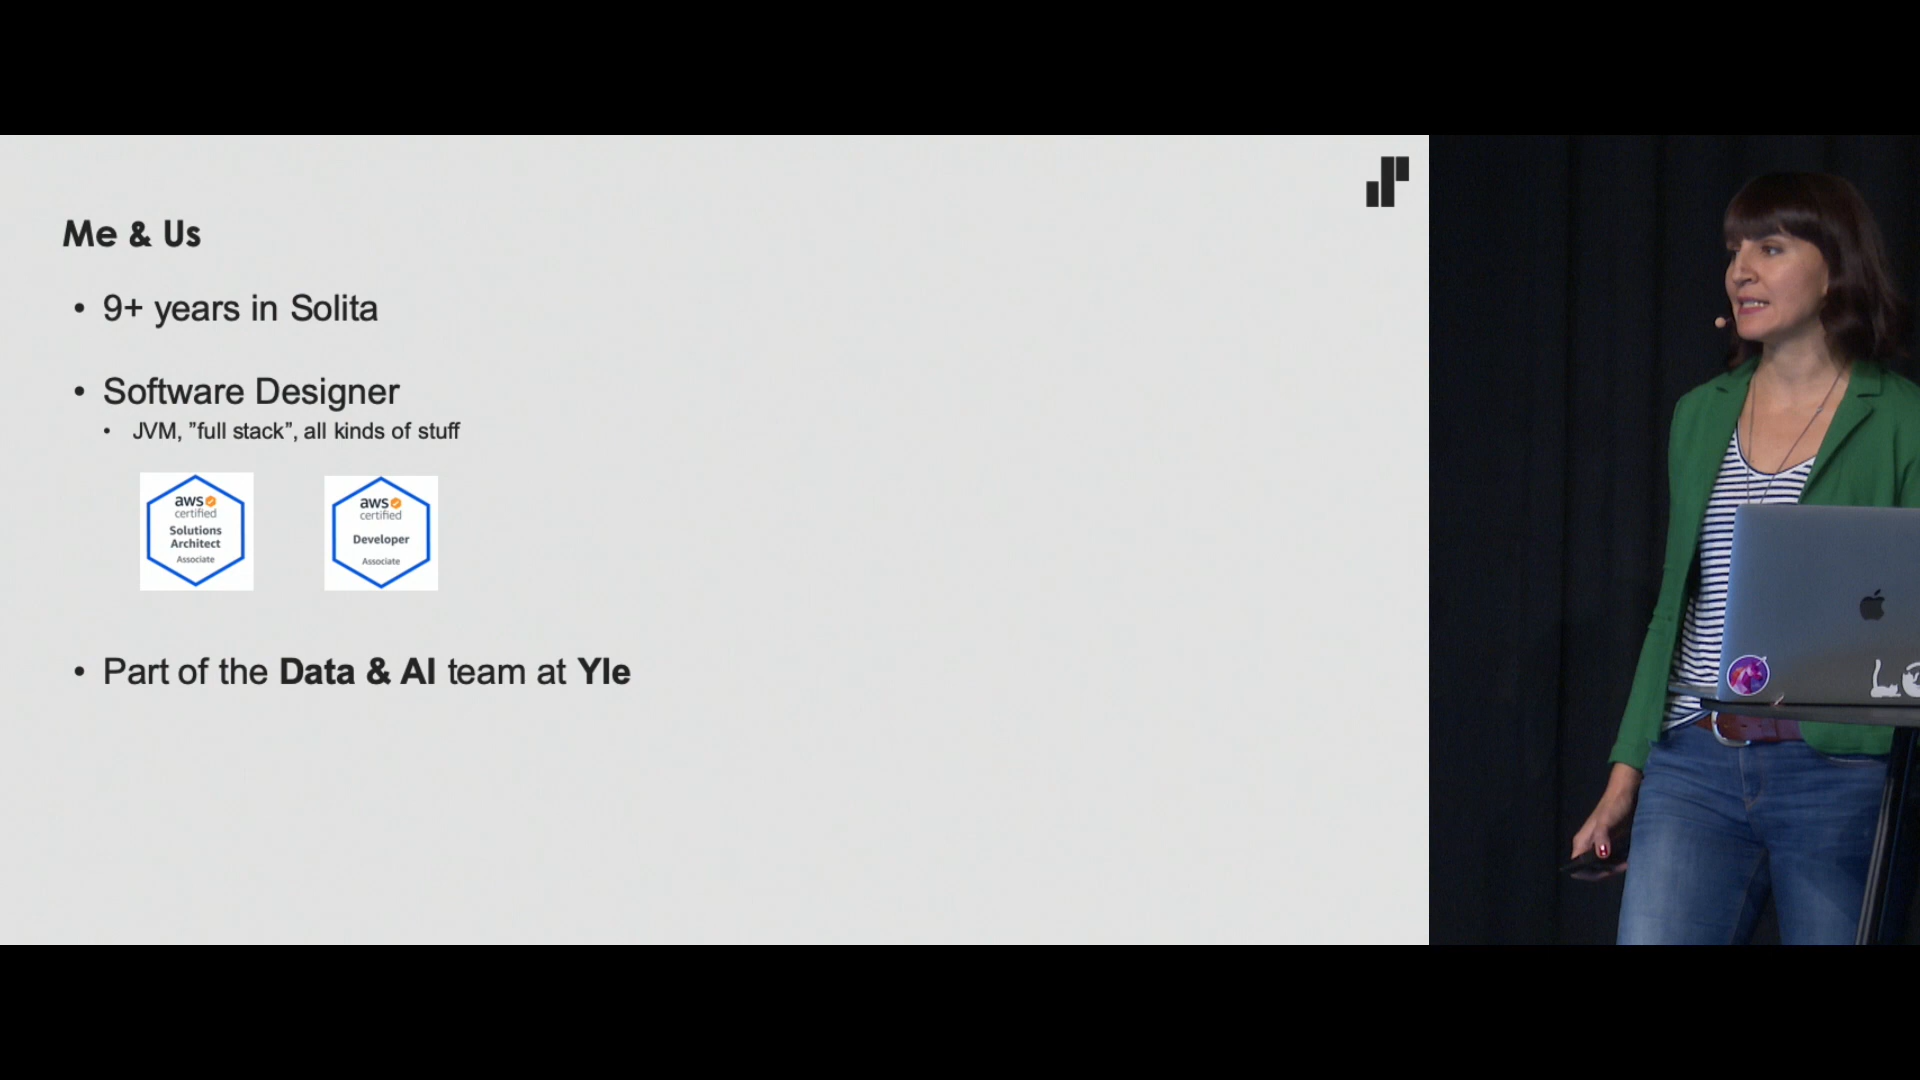 Me & Us
• 9+ years in Solita
• Software Designer
• JVM, ”full stack”, all kinds of stuff
aws
certified
Solutions
Architect
Associate
aws
certified
Developer
Associate
• Part of the Data & AI team at Yle